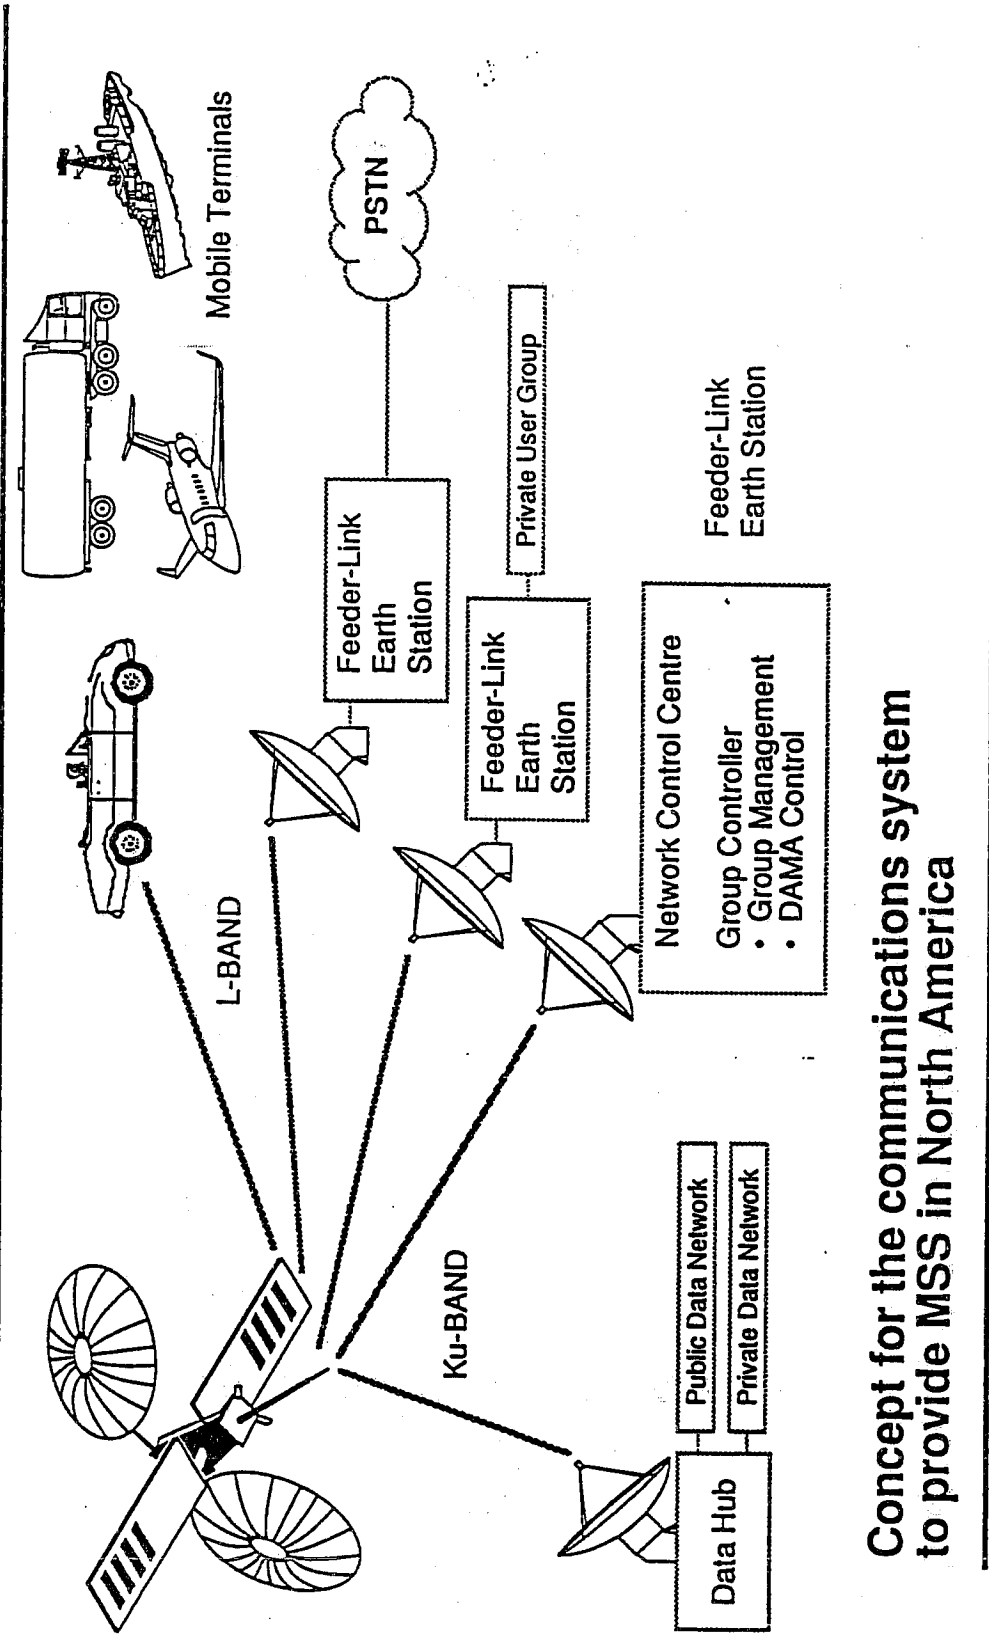 Mobile Terminals
L-BAND
Ku-BAND
Feeder-Link
Earth
Station
PSTN
Feeder-Link
Earth
Station
Private User Group
Network Control Centre
Group Controller
• Group Management
• DAMA Control
Feeder-Link
Earth Station
Data Hub
Public Data Network
Private Data Network
Concept for the communications system
to provide MSS in North America